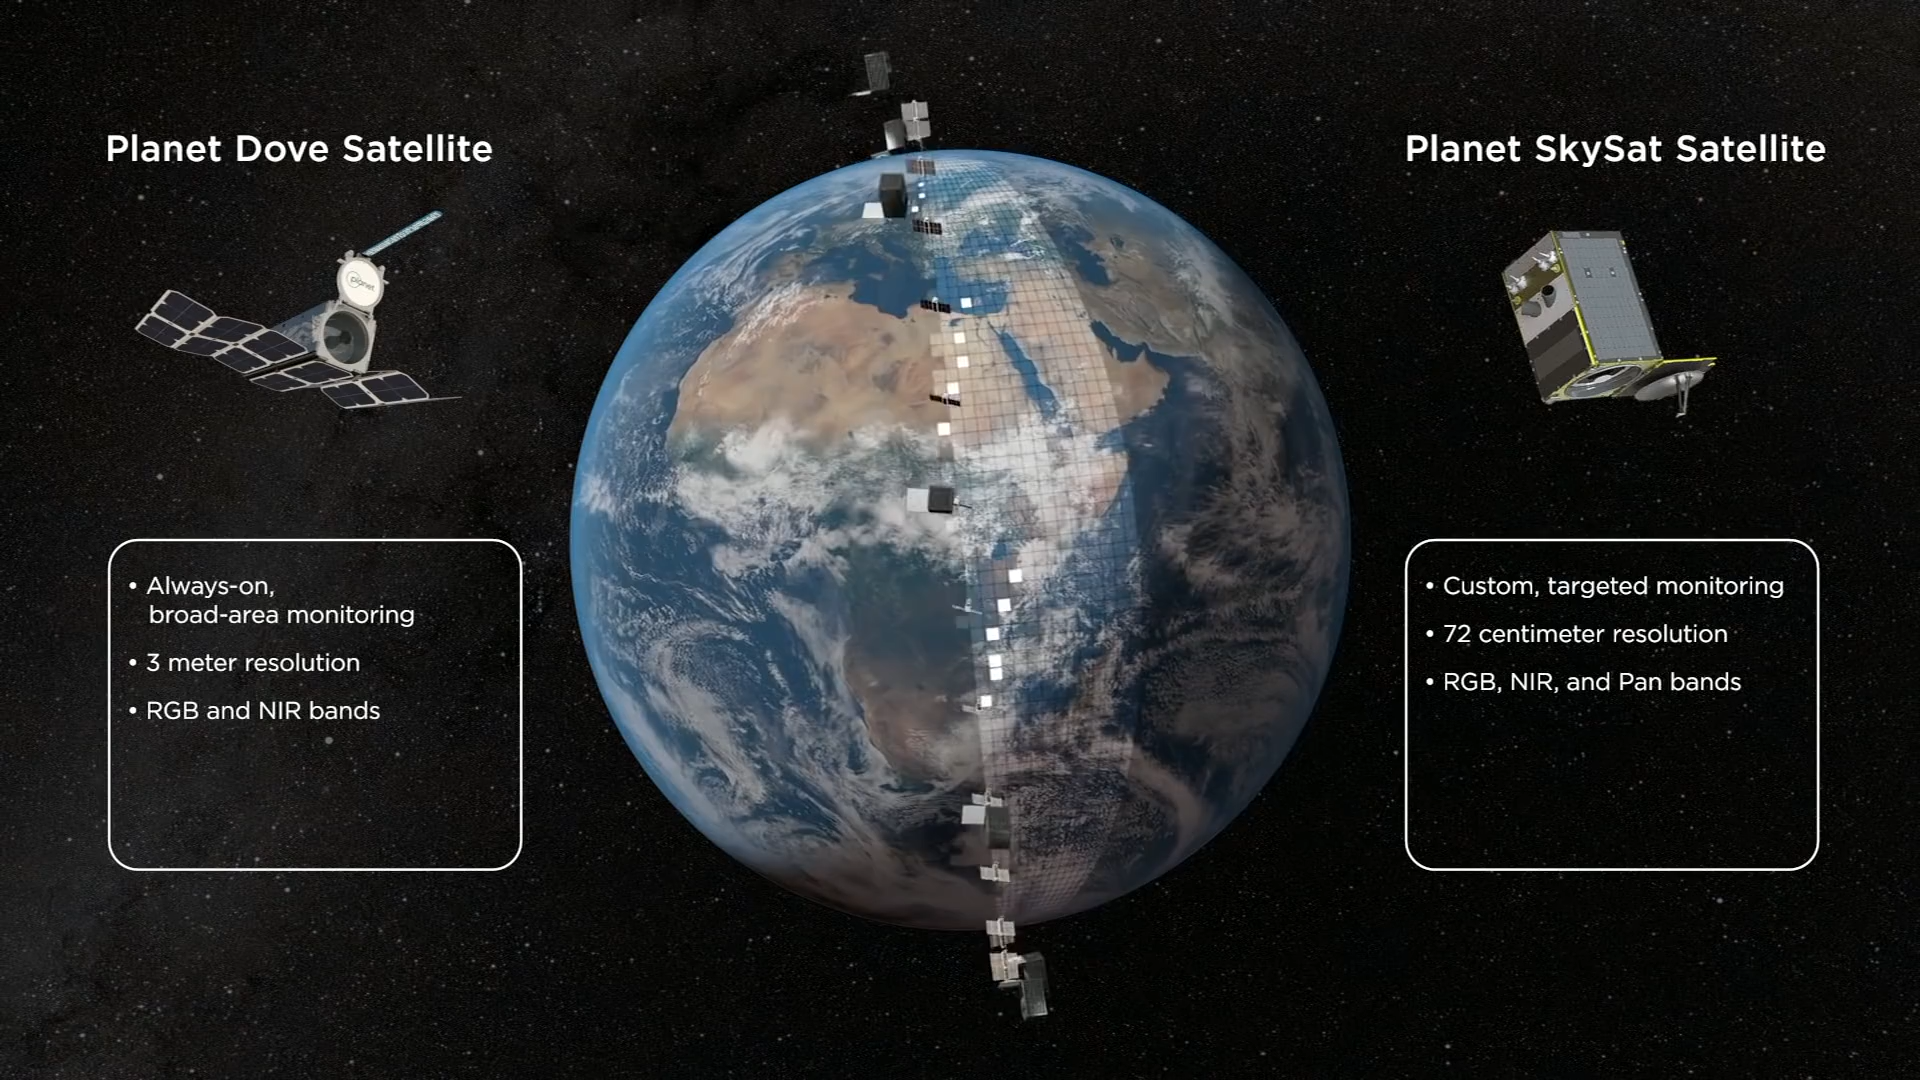 Planet Dove Satellite
planet.
• Always-on,
broad-area monitoring
• 3 meter resolution
• RGB and NIR bands
Planet SkySat Satellite
• Custom, targeted monitoring
• 72 centimeter resolution
• RGB, NIR, and Pan bands